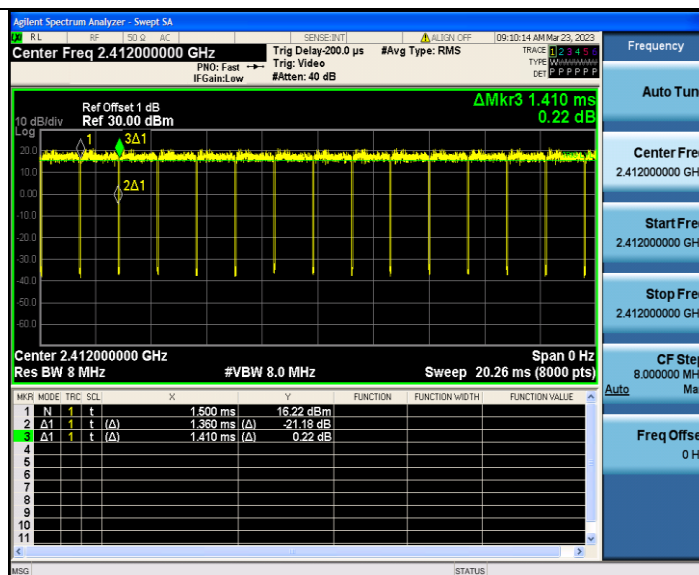 Agilent Spectrum Analyzer - Swept SA
RL RF 50 Ω AC SENSE:INT ALIGN OFF 09:10:14 AM Mar 23, 2023
Center Freq 2.412000000 GHz
PNO: Fast
IFGain:Low
Trig Delay-200.0 µs
Trig: Video
#Atten: 40 dB
#Avg Type: RMS
TRACE 1 2 3 4 5 6
TYPE W
DET P P P P P P
ΔMkr3 1.410 ms
0.22 dB
Ref Offset 1 dB
10 dB/div Ref 30.00 dBm
Log
1 3Δ1
2Δ1
20.0
10.0
0.00
-10.0
-20.0
-30.0
-40.0
-50.0
-60.0
Center 2.412000000 GHz Span 0 Hz
Res BW 8 MHz #VBW 8.0 MHz Sweep 20.26 ms (8000 pts)
MKR MODE TRC SCL X Y FUNCTION FUNCTION WIDTH FUNCTION VALUE
1 N 1 t 1.500 ms 16.22 dBm
2 Δ1 1 t (Δ) 1.360 ms (Δ) -21.18 dB
3 Δ1 1 t (Δ) 1.410 ms (Δ) 0.22 dB
4
5
6
7
8
9
10
11
MSG STATUS
Frequency
Auto Tun
Center Fre
2.412000000 GH
Start Fre
2.412000000 GH
Stop Fre
2.412000000 GH
CF Step
8.000000 MH
Auto Ma
Freq Offse
0 H